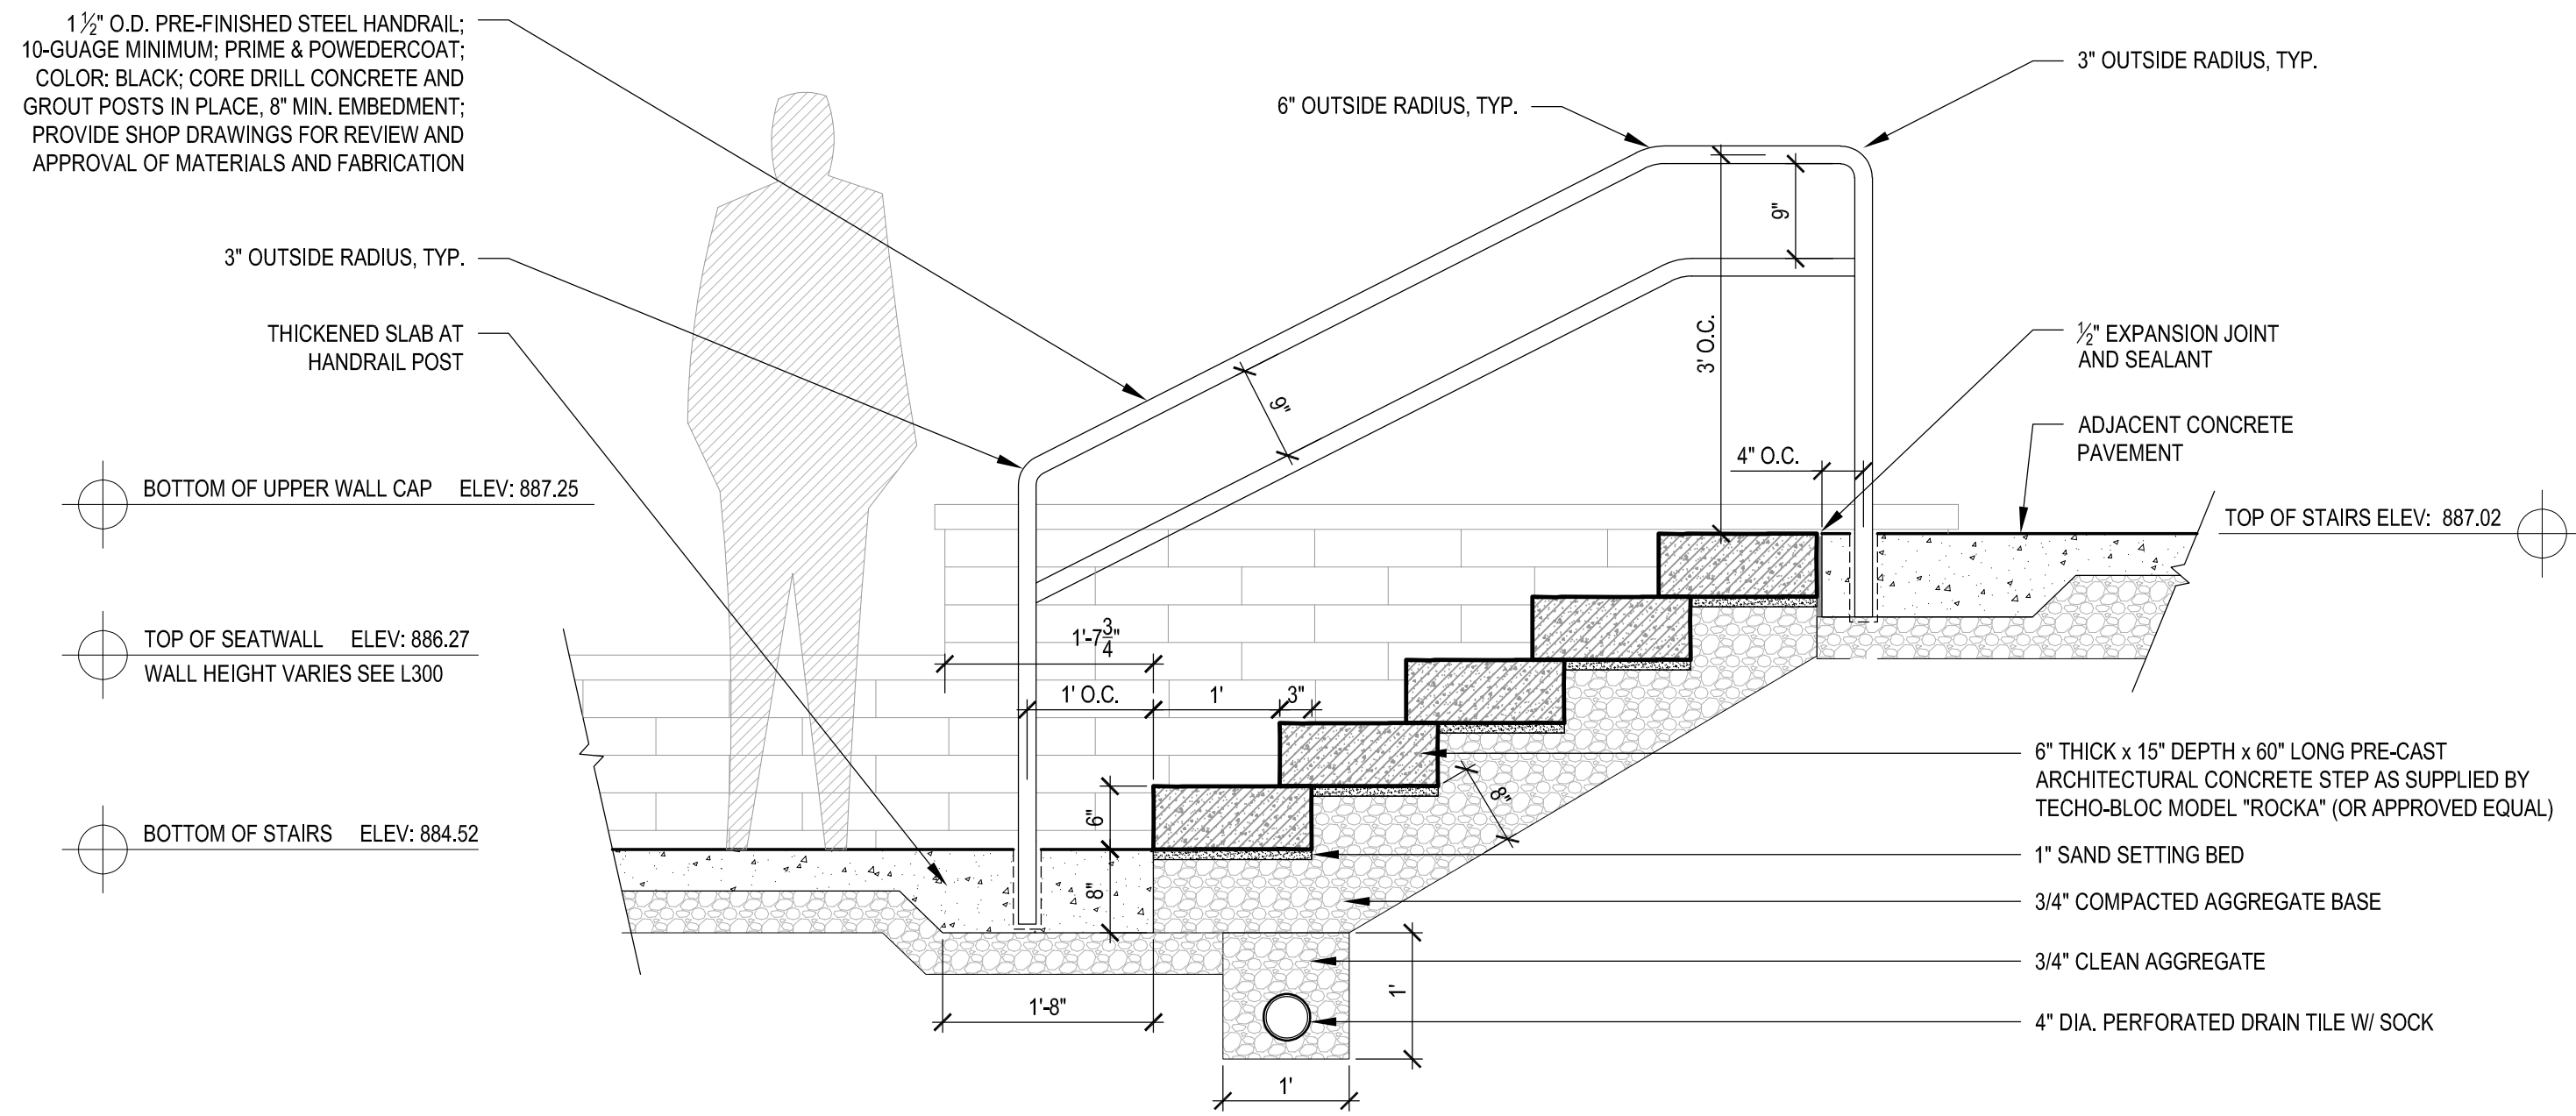 1 ½" O.D. PRE-FINISHED STEEL HANDRAIL;
10-GUAGE MINIMUM; PRIME & POWEDERCOAT;
COLOR: BLACK; CORE DRILL CONCRETE AND
GROUT POSTS IN PLACE, 8" MIN. EMBEDMENT;
PROVIDE SHOP DRAWINGS FOR REVIEW AND
APPROVAL OF MATERIALS AND FABRICATION
3" OUTSIDE RADIUS, TYP.
THICKENED SLAB AT
HANDRAIL POST
BOTTOM OF UPPER WALL CAP ELEV: 887.25
TOP OF SEATWALL ELEV: 886.27
WALL HEIGHT VARIES SEE L300
BOTTOM OF STAIRS ELEV: 884.52
6" OUTSIDE RADIUS, TYP.
3" OUTSIDE RADIUS, TYP.
9"
9"
3' O.C.
4" O.C.
½" EXPANSION JOINT
AND SEALANT
ADJACENT CONCRETE
PAVEMENT
TOP OF STAIRS ELEV: 887.02
1'-7 3/4"
1' O.C.
1'
3"
6"
8"
8"
1'-8"
1'
1'
6" THICK x 15" DEPTH x 60" LONG PRE-CAST
ARCHITECTURAL CONCRETE STEP AS SUPPLIED BY
TECHO-BLOC MODEL "ROCKA" (OR APPROVED EQUAL)
1" SAND SETTING BED
3/4" COMPACTED AGGREGATE BASE
3/4" CLEAN AGGREGATE
4" DIA. PERFORATED DRAIN TILE W/ SOCK